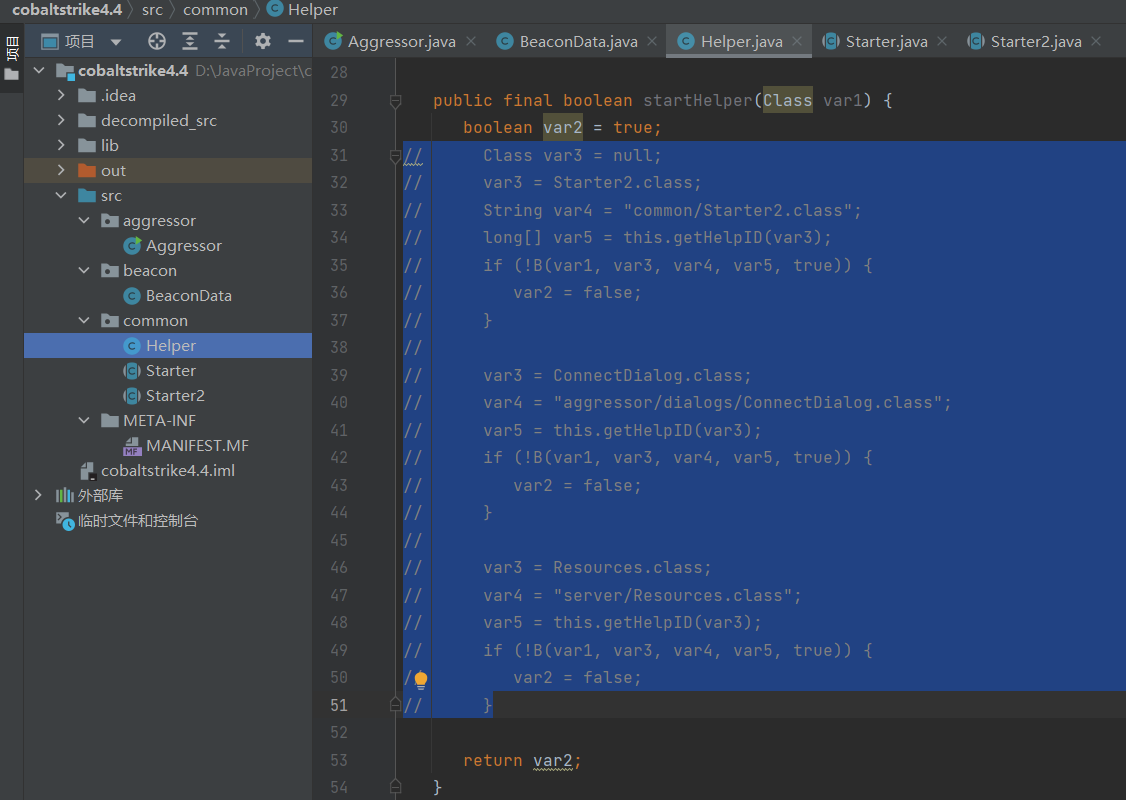 cobaltstrike4.4 src common Helper
项目
项目
Aggressor.java
BeaconData.java
Helper.java
Starter.java
Starter2.java
cobaltstrike4.4 D:\JavaProject\c
.idea
decompiled_src
lib
out
src
aggressor
Aggressor
beacon
BeaconData
common
Helper
Starter
Starter2
META-INF
MANIFEST.MF
cobaltstrike4.4.iml
外部库
临时文件和控制台
28
29 public final boolean startHelper(Class var1) {
30 boolean var2 = true;
31 // Class var3 = null;
32 // var3 = Starter2.class;
33 // String var4 = "common/Starter2.class";
34 // long[] var5 = this.getHelpID(var3);
35 // if (!B(var1, var3, var4, var5, true)) {
36 // var2 = false;
37 // }
38 //
39 // var3 = ConnectDialog.class;
40 // var4 = "aggressor/dialogs/ConnectDialog.class";
41 // var5 = this.getHelpID(var3);
42 // if (!B(var1, var3, var4, var5, true)) {
43 // var2 = false;
44 // }
45 //
46 // var3 = Resources.class;
47 // var4 = "server/Resources.class";
48 // var5 = this.getHelpID(var3);
49 // if (!B(var1, var3, var4, var5, true)) {
50 / var2 = false;
51 // }
52
53 return var2;
54 }